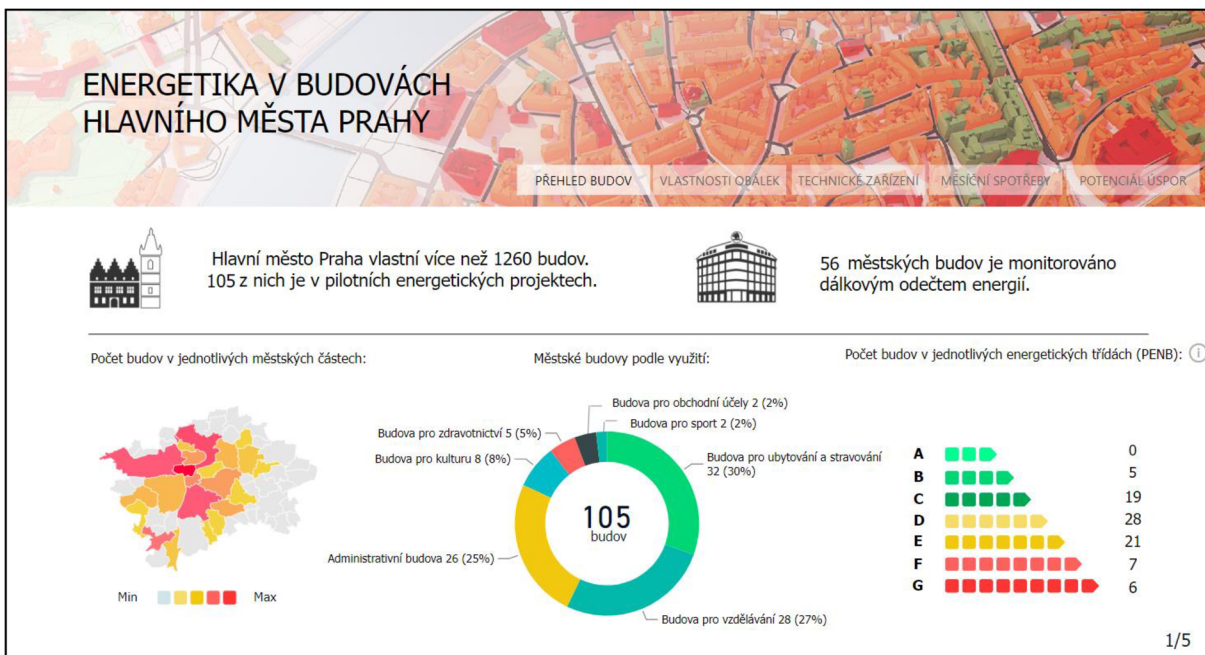 ENERGETIKA V BUDOVÁCH
HLAVNÍHO MĚSTA PRAHY
PŘEHLED BUDOV VLASTNOSTI OBÁLEK TECHNICKÉ ZAŘÍZENÍ MĚSÍČNÍ SPOTŘEBY POTENCIÁL ÚSPOR
Hlavní město Praha vlastní více než 1260 budov.
105 z nich je v pilotních energetických projektech.
56 městských budov je monitorováno
dálkovým odečtem energií.
Počet budov v jednotlivých městských částech:
Min Max
Městské budovy podle využití:
Budova pro obchodní účely 2 (2%)
Budova pro sport 2 (2%)
Budova pro zdravotnictví 5 (5%)
Budova pro kulturu 8 (8%)
Budova pro ubytování a stravování
32 (30%)
105
budov
Administrativní budova 26 (25%)
Budova pro vzdělávání 28 (27%)
Počet budov v jednotlivých energetických třídách (PENB): i
A 0
B 5
C 19
D 28
E 21
F 7
G 6
1/5